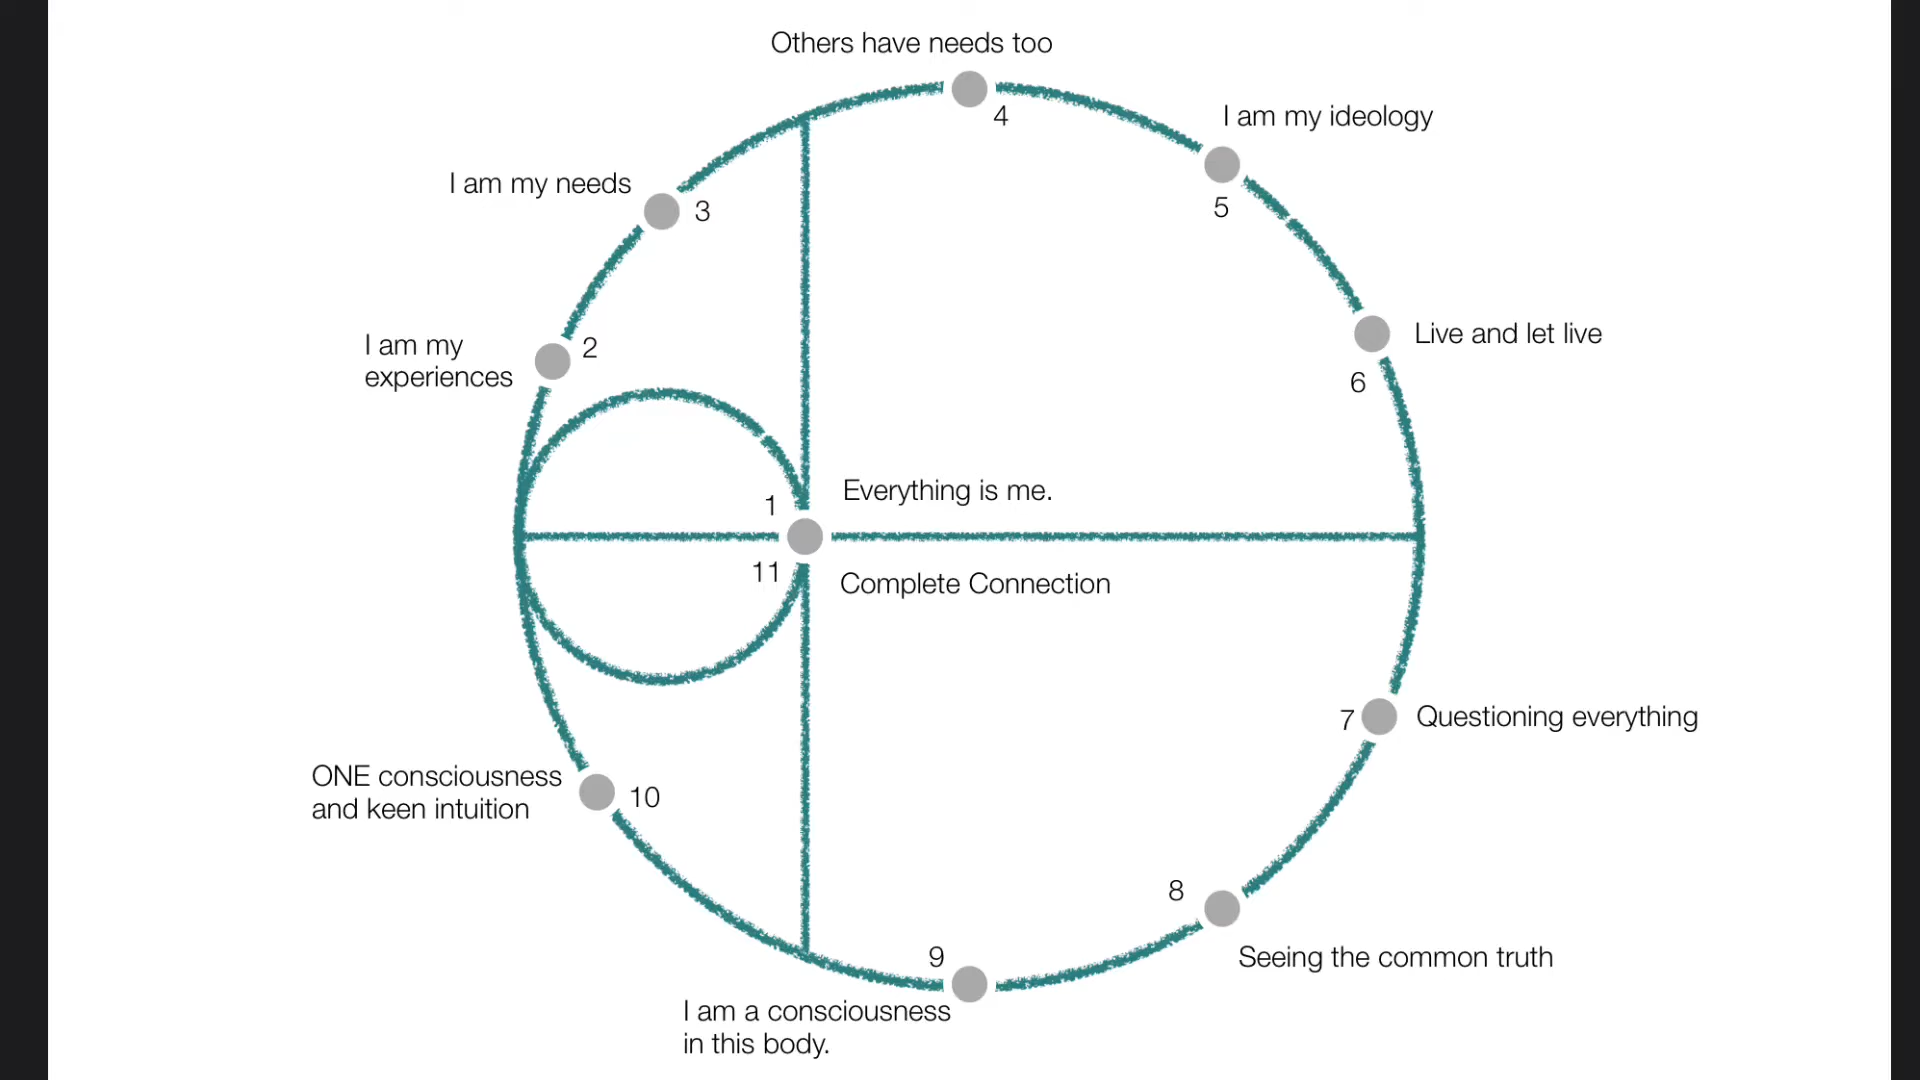 Others have needs too
4
I am my ideology
5
I am my needs
3
I am my
experiences
2
Live and let live
6
1
Everything is me.
11
Complete Connection
7
Questioning everything
ONE consciousness
and keen intuition
10
8
Seeing the common truth
9
I am a consciousness
in this body.